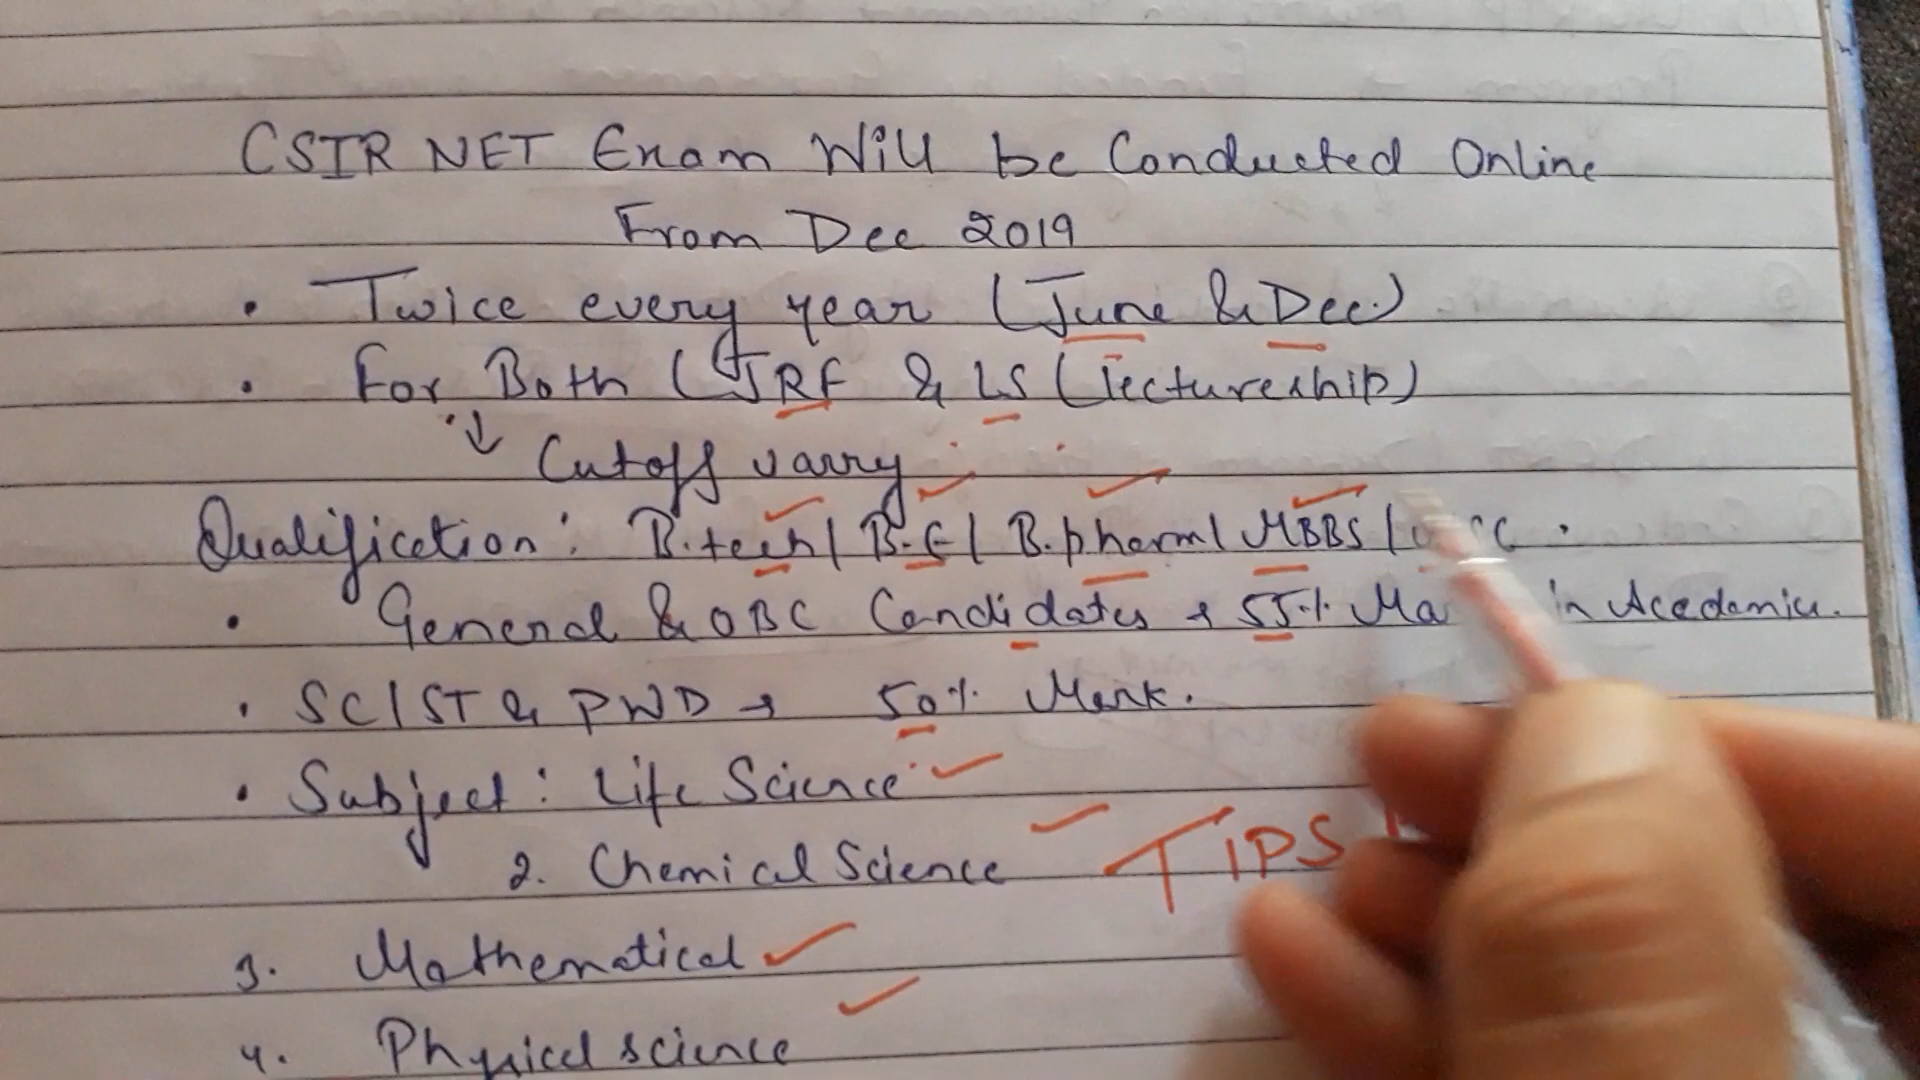 CSIR NET Exam Will be Conducted Online
From Dec 2019
• Twice every year (June & Dec.)
• For Both (JRF & LS (lectureship)
↓ Cutoff varry
Qualification: B.tech/ B.E/ B.pharm/ MBBS/
• General & OBC Candidates → 55% in Acedamic.
• SC/ST & PWD → 50% Mark.
• Subject: Life Science
2. Chemical Science
TIPS
3. Mathematical
4. Physical science